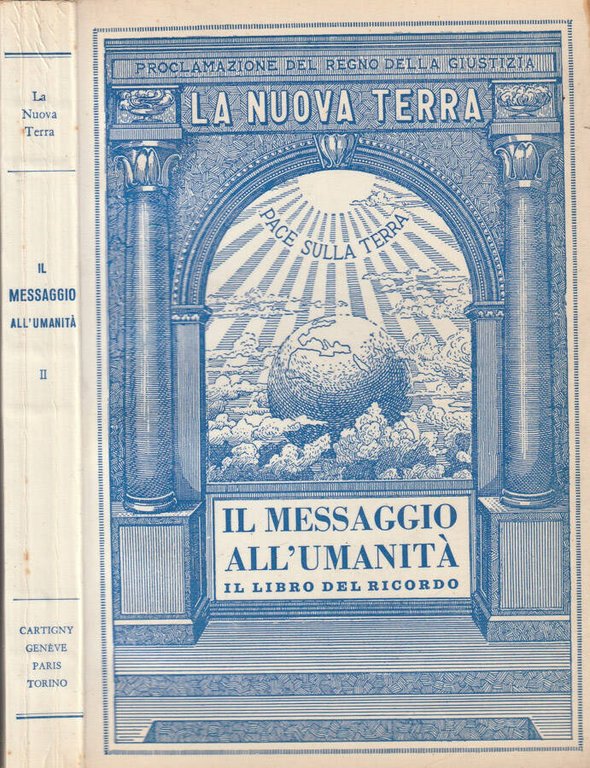 La
Nuova
Terra
IL
MESSAGGIO
ALL'UMANITÀ
II
CARTIGNY
GENÈVE
PARIS
TORINO
PROCLAMAZIONE DEL REGNO DELLA GIUSTIZIA
LA NUOVA TERRA
PACE SULLA TERRA
IL MESSAGGIO
ALL'UMANITÀ
IL LIBRO DEL RICORDO